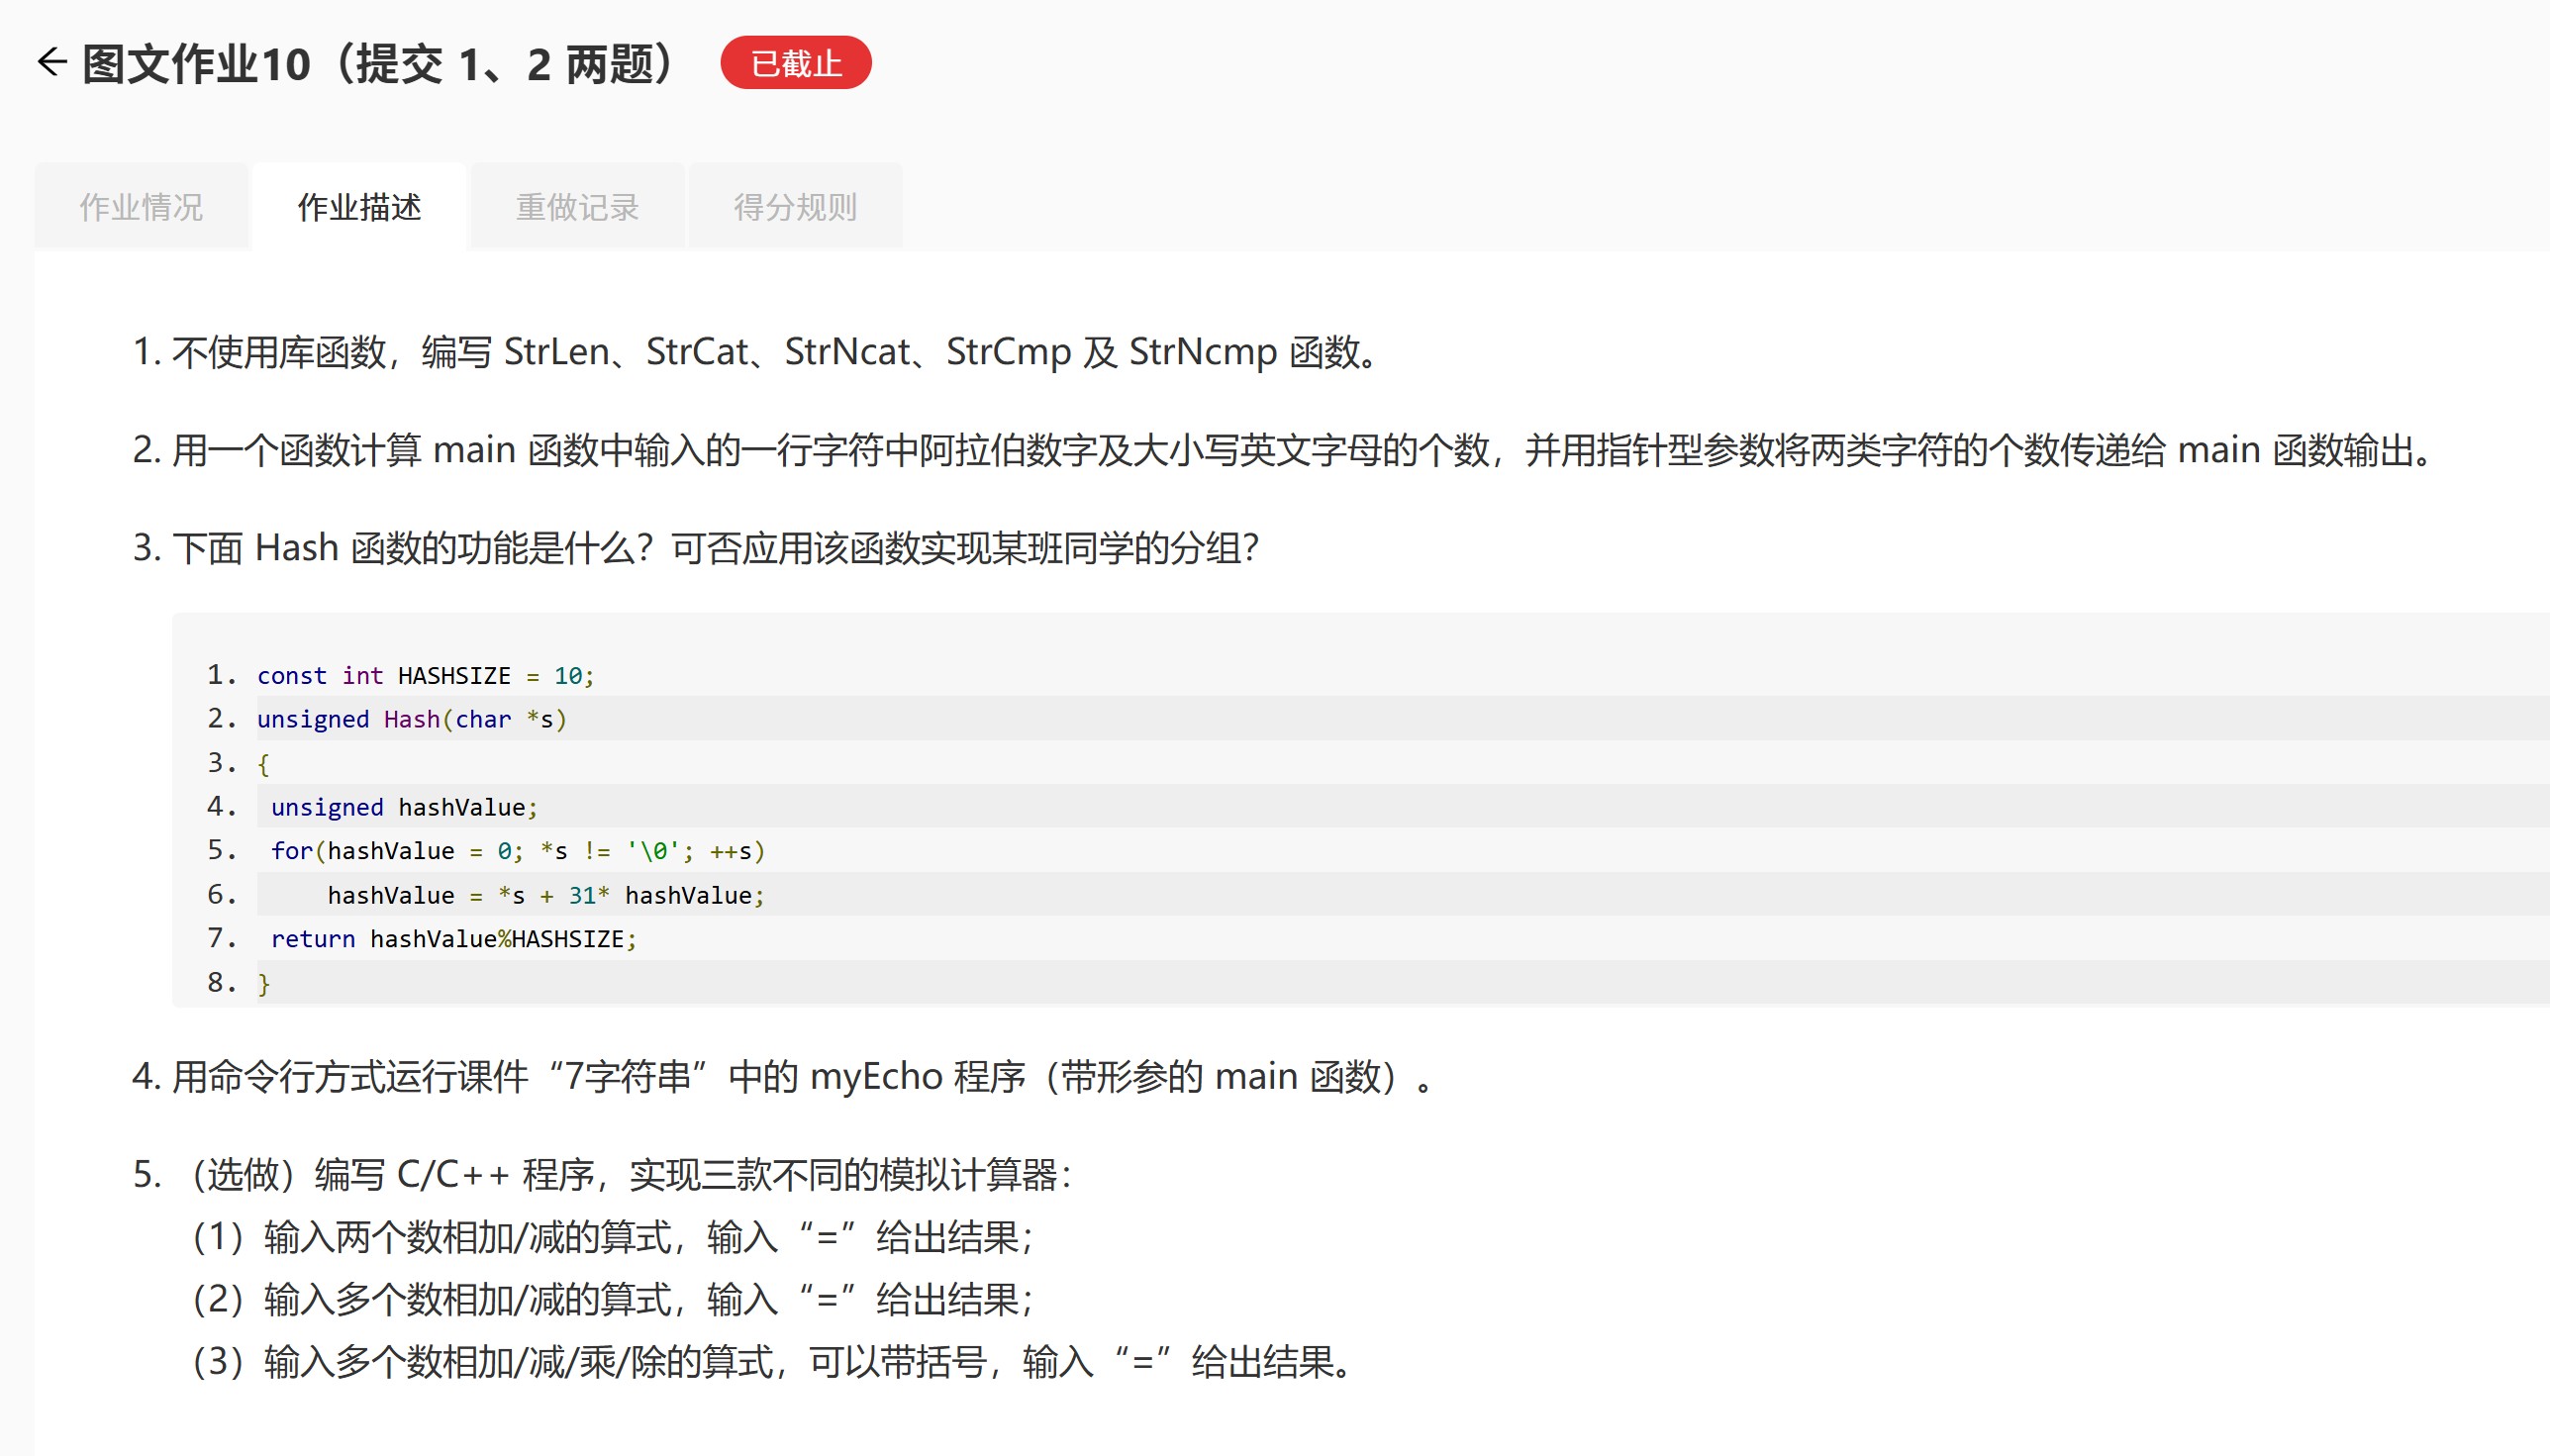 ← 图文作业10（提交 1、2 两题） 已截止
作业情况 作业描述 重做记录 得分规则
1. 不使用库函数，编写 StrLen、StrCat、StrNcat、StrCmp 及 StrNcmp 函数。
2. 用一个函数计算 main 函数中输入的一行字符中阿拉伯数字及大小写英文字母的个数，并用指针型参数将两类字符的个数传递给 main 函数输出。
3. 下面 Hash 函数的功能是什么？可否应用该函数实现某班同学的分组？
1. const int HASHSIZE = 10;
2. unsigned Hash(char *s)
3. {
4.  unsigned hashValue;
5.  for(hashValue = 0; *s != '\0'; ++s)
6.      hashValue = *s + 31* hashValue;
7.  return hashValue%HASHSIZE;
8. }
4. 用命令行方式运行课件“7字符串”中的 myEcho 程序（带形参的 main 函数）。
5. （选做）编写 C/C++ 程序，实现三款不同的模拟计算器：
（1）输入两个数相加/减的算式，输入“=”给出结果；
（2）输入多个数相加/减的算式，输入“=”给出结果；
（3）输入多个数相加/减/乘/除的算式，可以带括号，输入“=”给出结果。